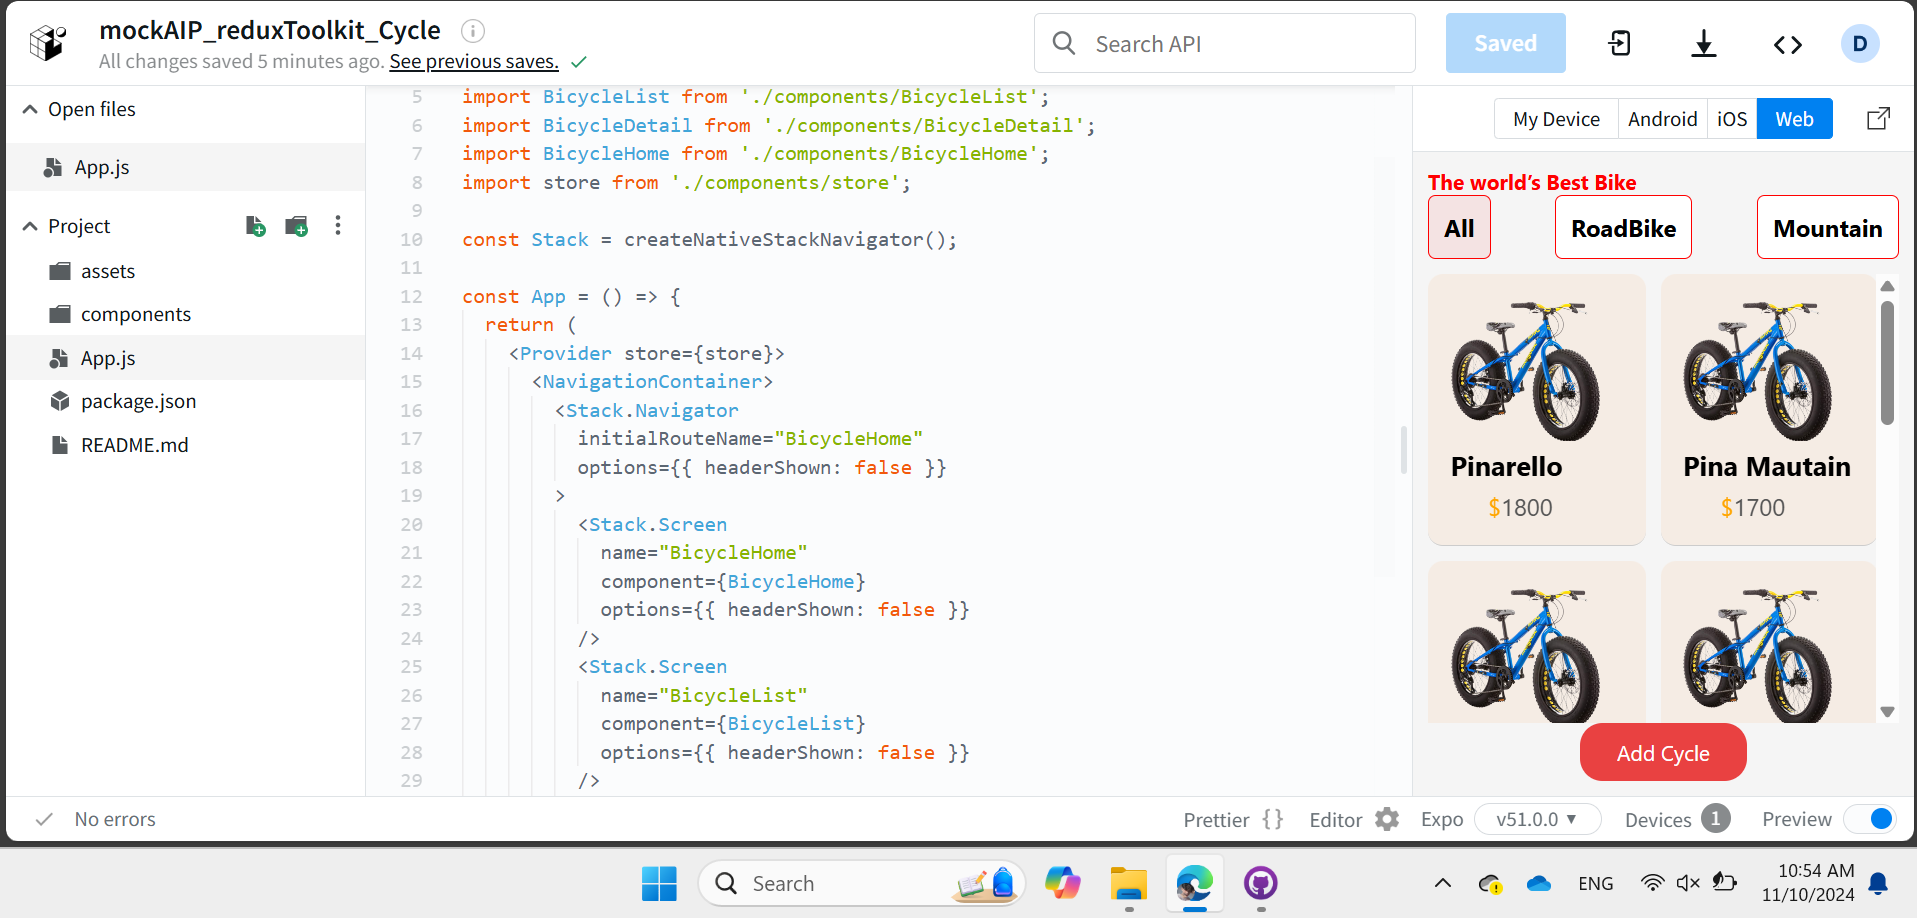 mockAIP_reduxToolkit_Cycle
All changes saved 5 minutes ago. See previous saves.
Search API
Saved
D
Open files
App.js
Project
assets
components
App.js
package.json
README.md
5 import BicycleList from './components/BicycleList';
6 import BicycleDetail from './components/BicycleDetail';
7 import BicycleHome from './components/BicycleHome';
8 import store from './components/store';
9
10 const Stack = createNativeStackNavigator();
11
12 const App = () => {
13 return (
14 <Provider store={store}>
15 <NavigationContainer>
16 <Stack.Navigator
17 initialRouteName="BicycleHome"
18 options={{ headerShown: false }}
19 >
20 <Stack.Screen
21 name="BicycleHome"
22 component={BicycleHome}
23 options={{ headerShown: false }}
24 />
25 <Stack.Screen
26 name="BicycleList"
27 component={BicycleList}
28 options={{ headerShown: false }}
29 />
My Device Android iOS Web
The world’s Best Bike
All RoadBike Mountain
Pinarello
$1800
Pina Mautain
$1700
Add Cycle
No errors
Prettier {} Editor Expo v51.0.0 Devices 1 Preview
Search
ENG
10:54 AM
11/10/2024